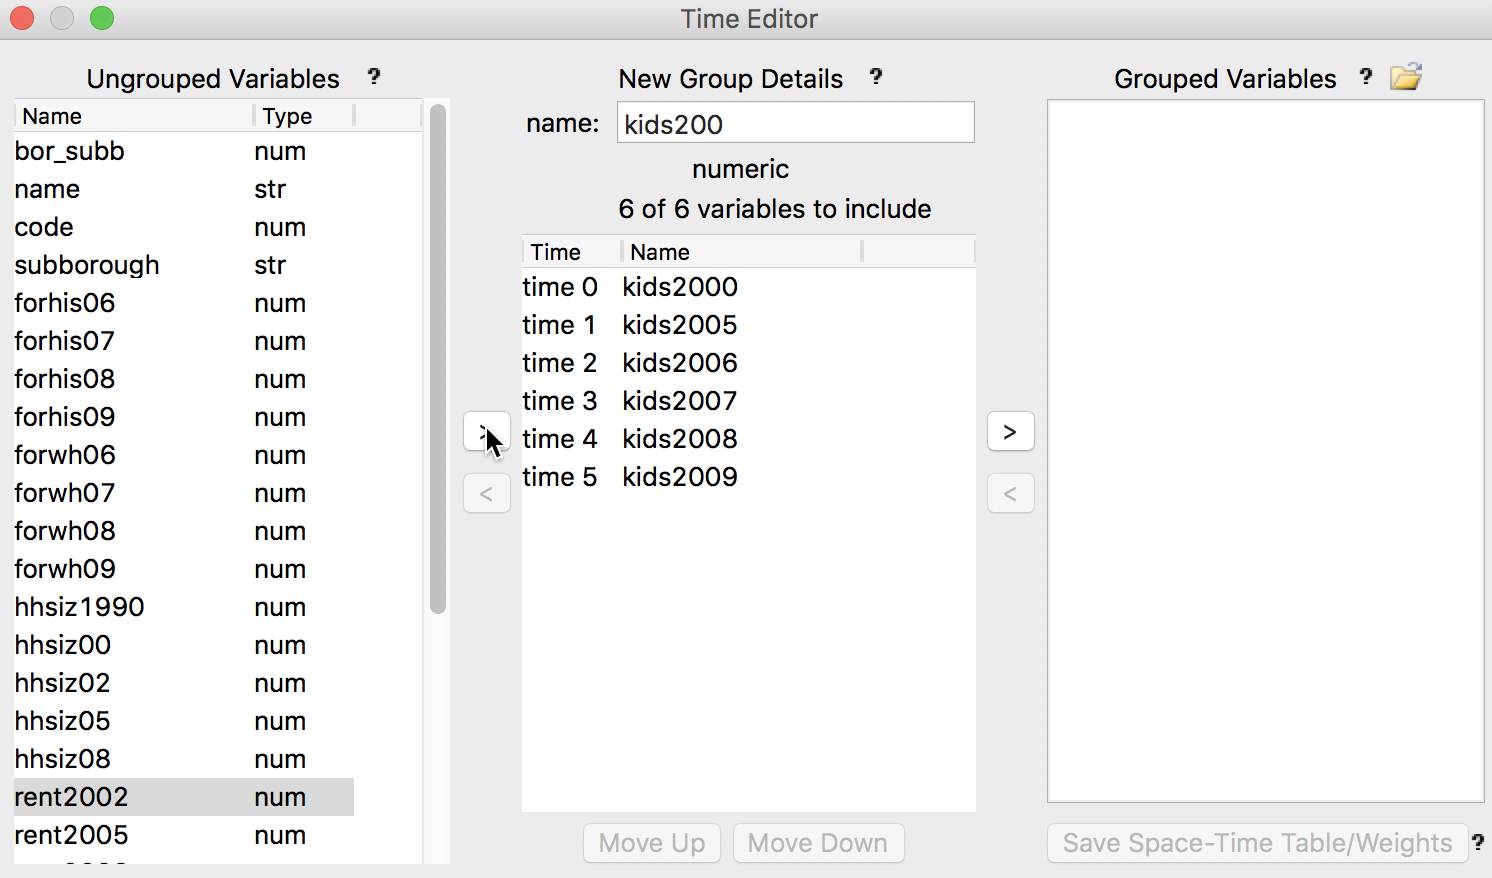 Time Editor
Ungrouped Variables ?
Name Type
bor_subb num
name str
code num
subborough str
forhis06 num
forhis07 num
forhis08 num
forhis09 num
forwh06 num
forwh07 num
forwh08 num
forwh09 num
hhsiz1990 num
hhsiz00 num
hhsiz02 num
hhsiz05 num
hhsiz08 num
rent2002 num
rent2005 num
>
<
New Group Details ?
name: kids200
numeric
6 of 6 variables to include
Time Name
time 0 kids2000
time 1 kids2005
time 2 kids2006
time 3 kids2007
time 4 kids2008
time 5 kids2009
Move Up Move Down
>
<
Grouped Variables ?
Save Space-Time Table/Weights ?